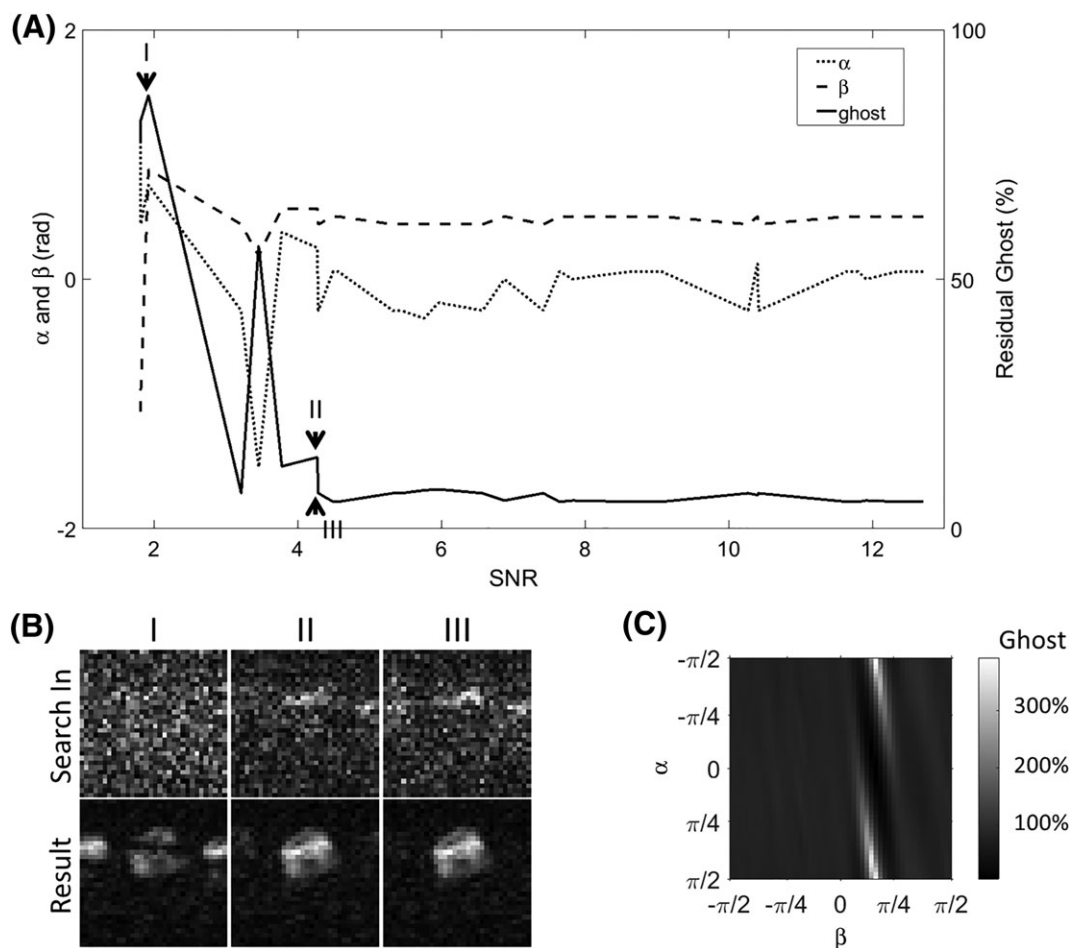 (A)
2
0
-2
α and β (rad)
100
50
0
Residual Ghost (%)
α
β
ghost
I
II
III
2
4
6
8
10
12
SNR
(B)
I
II
III
Search In
Result
(C)
Ghost
300%
200%
100%
-π/2
-π/4
0
π/4
π/2
α
-π/2
-π/4
0
π/4
π/2
β